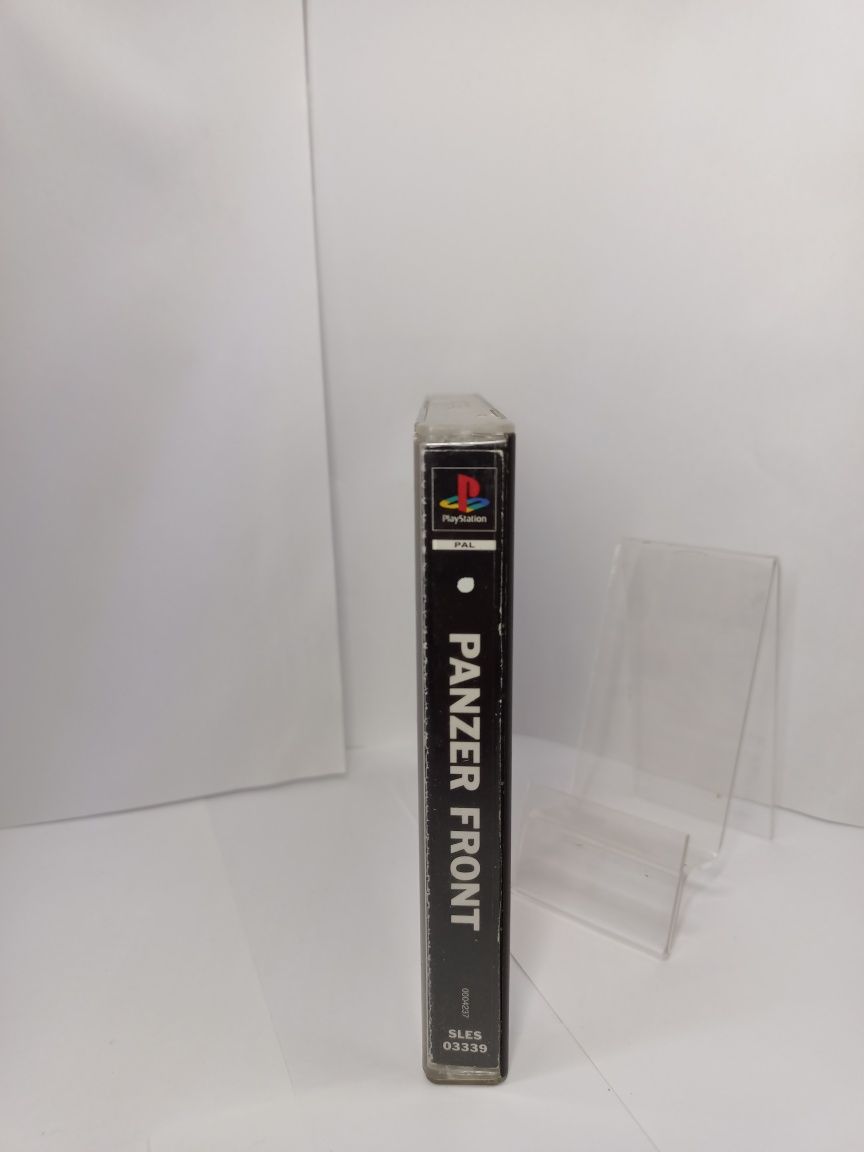 PlayStation
PAL
PANZER FRONT
0004237
SLES
03339